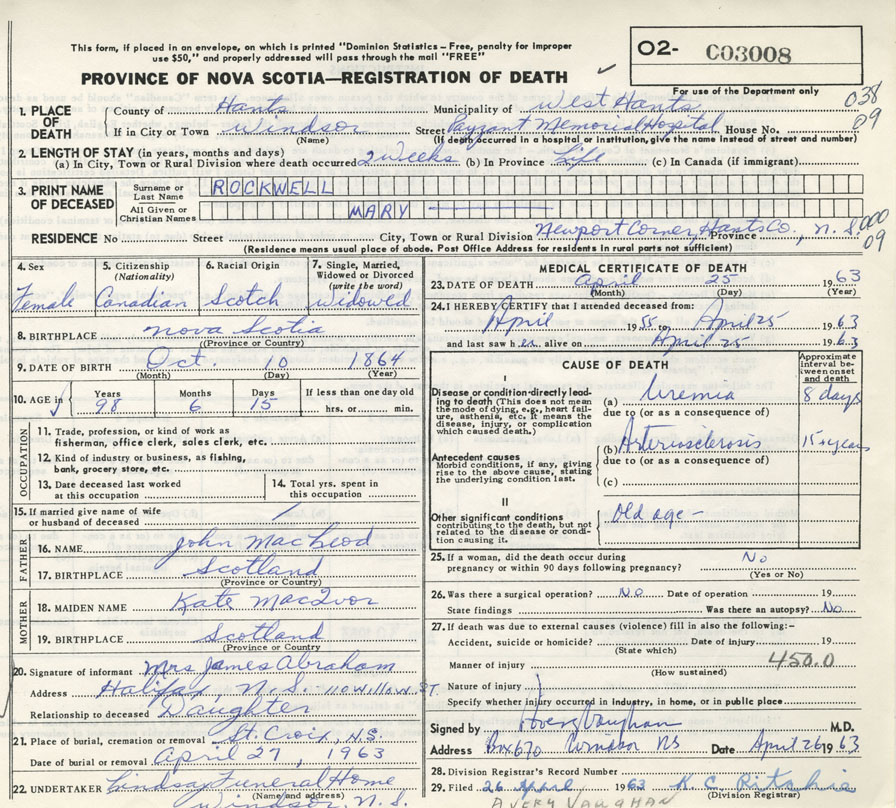 This form, if placed in an envelope, on which is printed "Dominion Statistics – Free, penalty for improper
use $50," and properly addressed will pass through the mail "FREE"
PROVINCE OF NOVA SCOTIA—REGISTRATION OF DEATH
O2- C03008
For use of the Department only
038
09
1. PLACE OF DEATH County of Hants Municipality of West Hants
If in City or Town Windsor (Name) Street Payzant Memorial Hospital House No.
(If death occurred in a hospital or institution, give the name instead of street and number)
2. LENGTH OF STAY (in years, months and days)
(a) In City, Town or Rural Division where death occurred 2 Weeks (b) In Province Life (c) In Canada (if immigrant)
3. PRINT NAME OF DECEASED Surname or Last Name ROCKWELL
All Given or Christian Names MARY
RESIDENCE No. Street City, Town or Rural Division Newport Corner, Hants Co. Province N.S.
000
09
(Residence means usual place of abode. Post Office Address for residents in rural parts not sufficient)
4. Sex Female
5. Citizenship (Nationality) Canadian
6. Racial Origin Scotch
7. Single, Married, Widowed or Divorced (write the word) Widowed
8. BIRTHPLACE Nova Scotia
(Province or Country)
9. DATE OF BIRTH Oct. 10 1864
(Month) (Day) (Year)
10. AGE in Years 98 Months 6 Days 15 If less than one day old hrs. or min.
OCCUPATION
11. Trade, profession, or kind of work as
fisherman, office clerk, sales clerk, etc.
12. Kind of industry or business, as fishing,
bank, grocery store, etc.
13. Date deceased last worked
at this occupation
14. Total yrs. spent in
this occupation
15. If married give name of wife
or husband of deceased
FATHER
16. NAME John MacLeod
17. BIRTHPLACE Scotland
(Province or Country)
MOTHER
18. MAIDEN NAME Kate MacIvor
19. BIRTHPLACE Scotland
(Province or Country)
20. Signature of informant Mrs James Abraham
Address Halifax, N.S.
Relationship to deceased Daughter
21. Place of burial, cremation or removal St. Croix, N.S.
Date of burial or removal April 27, 1963
22. UNDERTAKER Lindsay Funeral Home
(Name and address)
Windsor, N.S.
MEDICAL CERTIFICATE OF DEATH
23. DATE OF DEATH April 25 1963
(Month) (Day) (Year)
24. I HEREBY CERTIFY that I attended deceased from:
April 1955 to April 25 1963
and last saw her alive on April 25 1963
CAUSE OF DEATH
Approximate interval between onset and death
I
Disease or condition directly leading to death (This does not mean the mode of dying, e.g., heart failure, asthenia, etc. It means the disease, injury, or complication which caused death.)
(a) Uremia 8 days
due to (or as a consequence of)
Antecedent causes
Morbid conditions, if any, giving rise to the above cause, stating the underlying condition last.
(b) Arteriosclerosis 15+years
due to (or as a consequence of)
(c)
II
Other significant conditions
contributing to the death, but not related to the disease or condition causing it.
Old age -
25. If a woman, did the death occur during
pregnancy or within 90 days following pregnancy? No
(Yes or No)
26. Was there a surgical operation? No Date of operation 19
State findings Was there an autopsy? No
27. If death was due to external causes (violence) fill in also the following:–
Accident, suicide or homicide? Date of injury 19
(State which)
Manner of injury 450.0
(How sustained)
Nature of injury
Specify whether injury occurred in industry, in home, or in public place
Signed by Avery Vaughan M.D.
Address Box 670 Windsor NS Date April 26 1963
28. Division Registrar's Record Number
29. Filed 26 April 1963 K C
(Division Registrar)
AVERY VAUGHAN